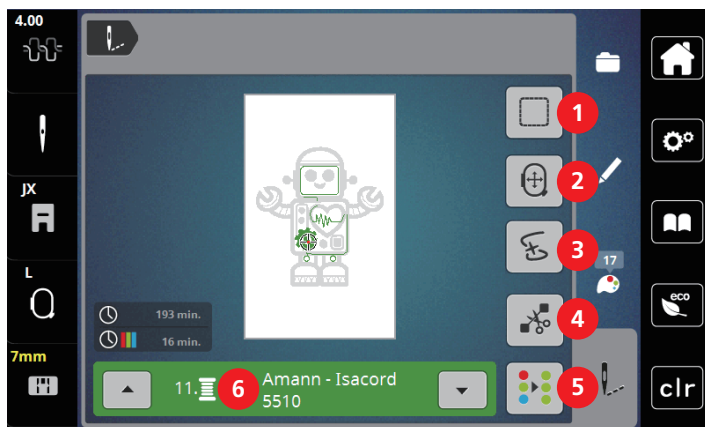 4.00
JX
L
7mm
193 min.
16 min.
11.
6
Amann - Isacord
5510
1
2
3
4
5
17
eco
clr